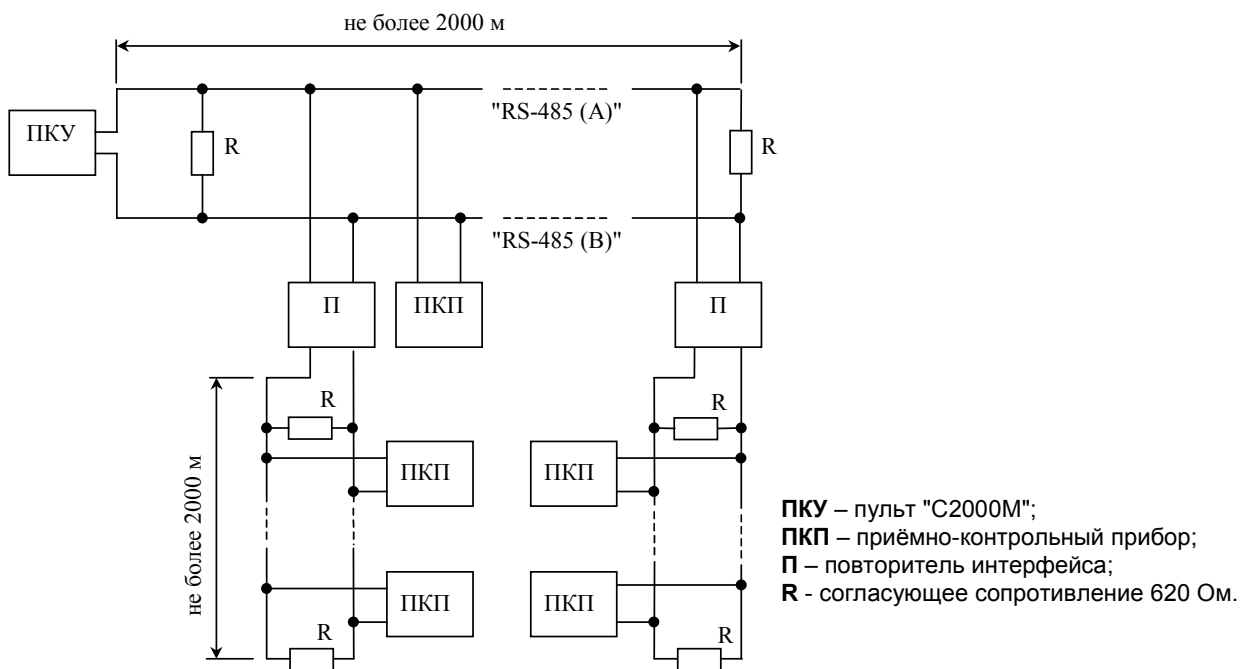 не более 2000 м
"RS-485 (A)"
ПКУ
R
R
"RS-485 (B)"
П
ПКП
П
не более 2000 м
R
R
ПКП
ПКП
ПКП
ПКП
R
R
ПКУ – пульт "С2000М";
ПКП – приёмно-контрольный прибор;
П – повторитель интерфейса;
R - согласующее сопротивление 620 Ом.